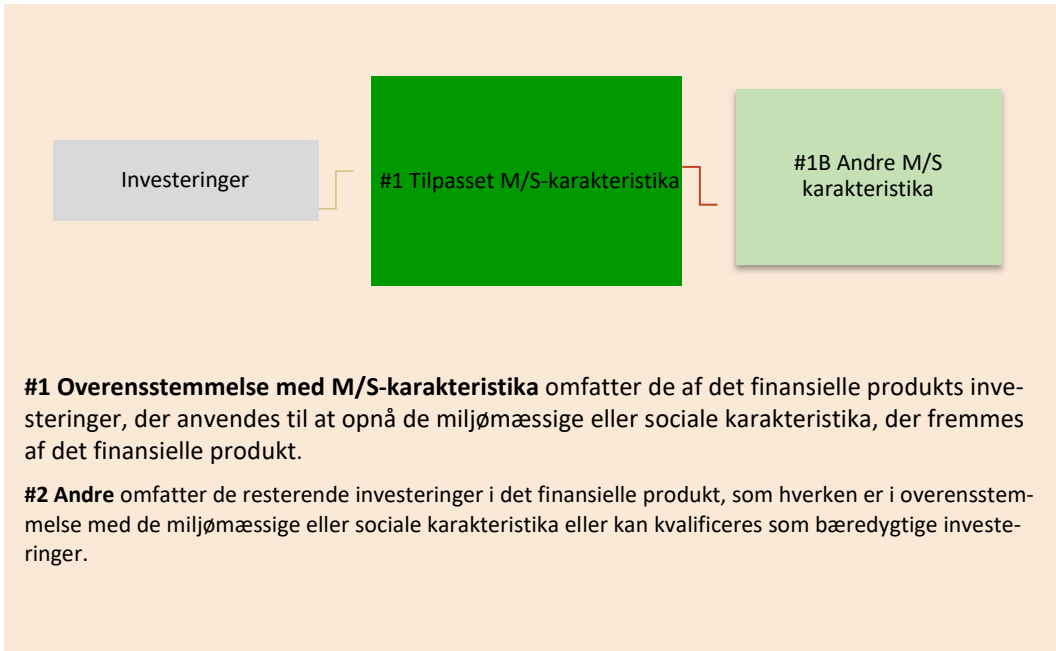 Investeringer
#1 Tilpasset M/S-karakteristika
#1B Andre M/S
karakteristika
#1 Overensstemmelse med M/S-karakteristika omfatter de af det finansielle produkts inve-
steringer, der anvendes til at opnå de miljømæssige eller sociale karakteristika, der fremmes
af det finansielle produkt.
#2 Andre omfatter de resterende investeringer i det finansielle produkt, som hverken er i overensstem-
melse med de miljømæssige eller sociale karakteristika eller kan kvalificeres som bæredygtige investe-
ringer.